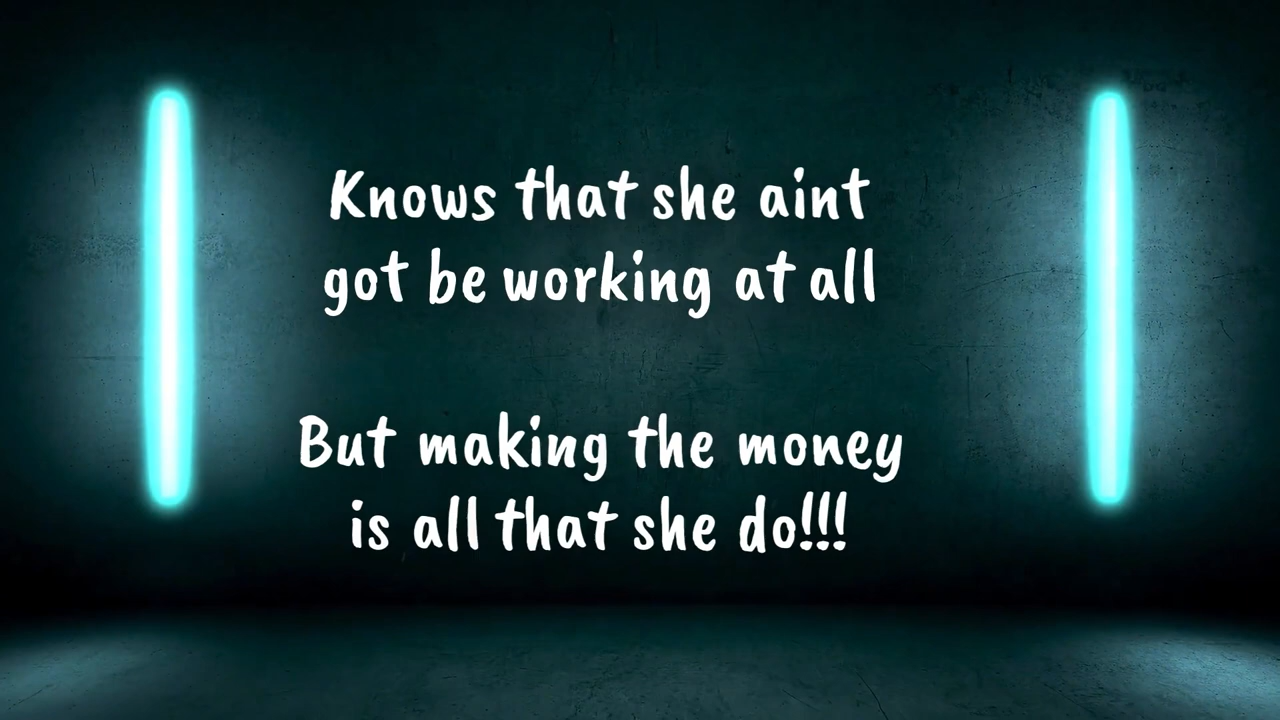 Knows that she aint
got be working at all
But making the money
is all that she do!!!